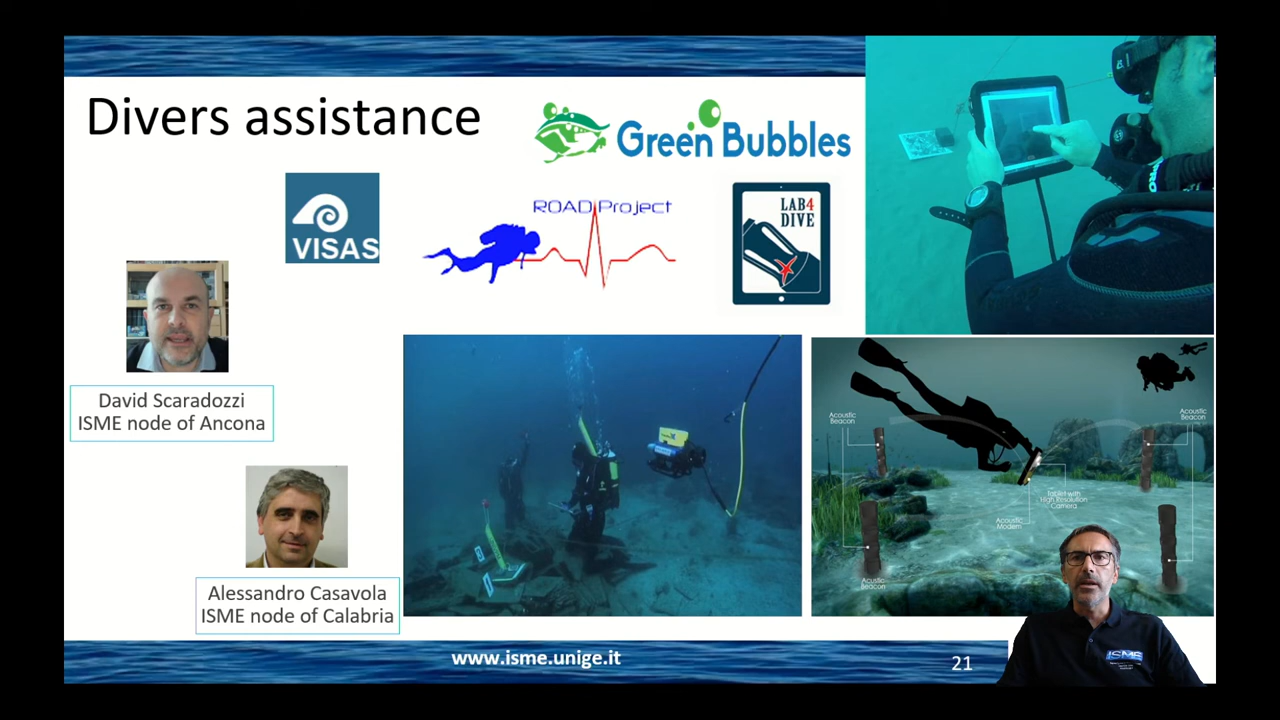 Divers assistance
Green Bubbles
VISAS
ROAD Project
LAB4
DIVE
David Scaradozzi
ISME node of Ancona
Alessandro Casavola
ISME node of Calabria
Acoustic
Beacon
Acoustic
Beacon
Tablet with
High Resolution
Camera
Acoustic
Modem
Acustic
Beacon
www.isme.unige.it
21
ISME